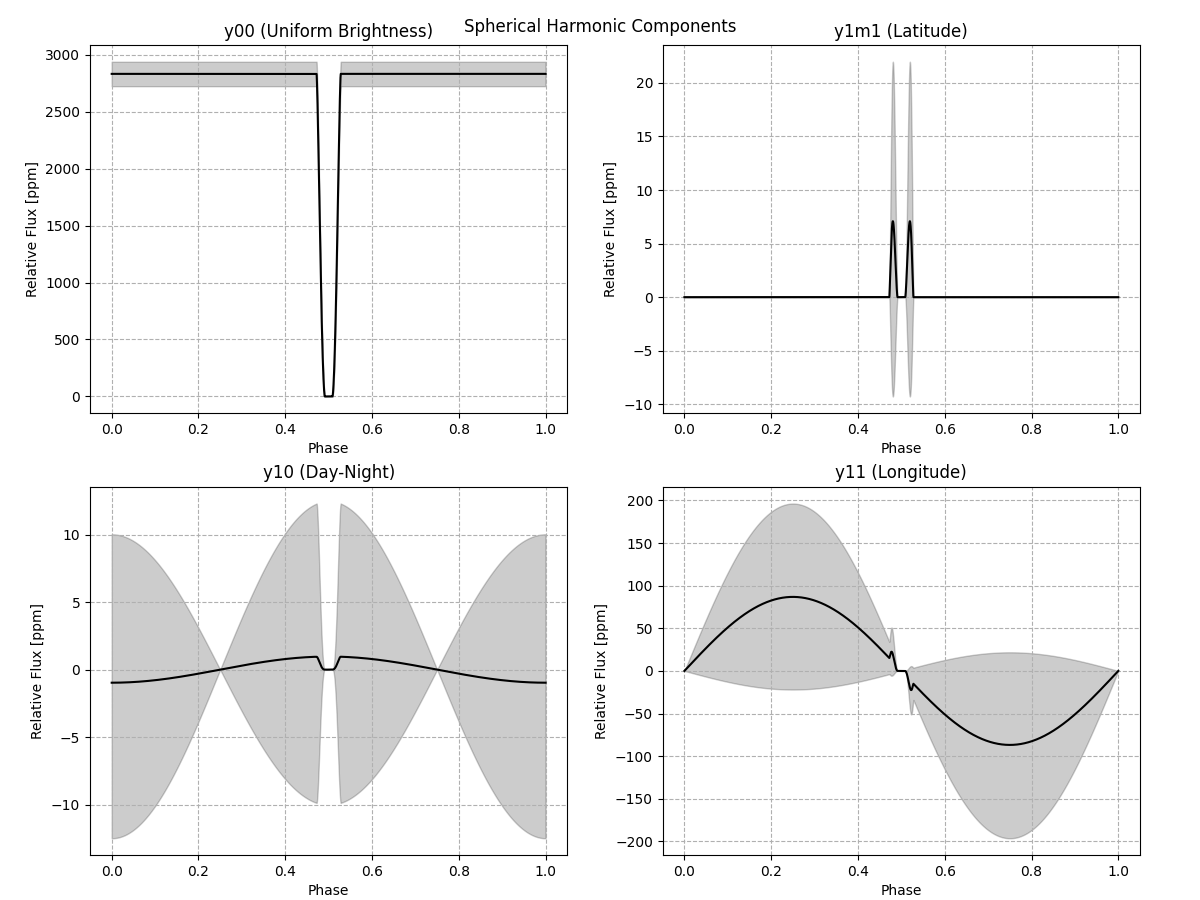 Spherical Harmonic Components
y00 (Uniform Brightness)
Relative Flux [ppm]
3000
2500
2000
1500
1000
500
0
0.0 0.2 0.4 0.6 0.8 1.0
Phase
y1m1 (Latitude)
Relative Flux [ppm]
20
15
10
5
0
−5
−10
0.0 0.2 0.4 0.6 0.8 1.0
Phase
y10 (Day-Night)
Relative Flux [ppm]
10
5
0
−5
−10
0.0 0.2 0.4 0.6 0.8 1.0
Phase
y11 (Longitude)
Relative Flux [ppm]
200
150
100
50
0
−50
−100
−150
−200
0.0 0.2 0.4 0.6 0.8 1.0
Phase